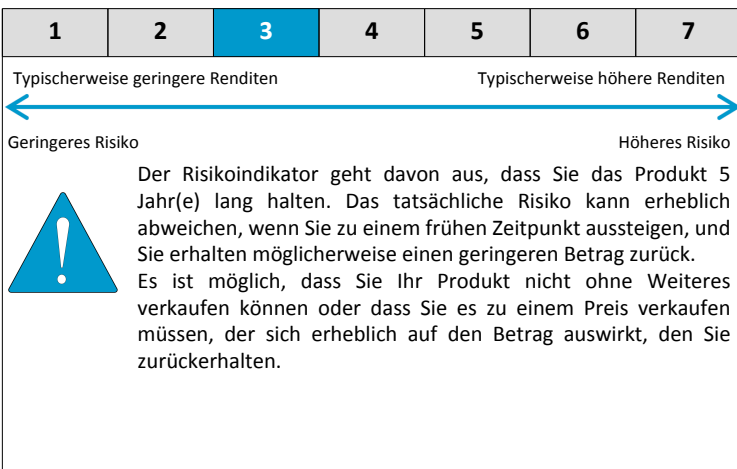 1 2 3 4 5 6 7
Typischerweise geringere Renditen Typischerweise höhere Renditen
Geringeres Risiko Höheres Risiko
Der Risikoindikator geht davon aus, dass Sie das Produkt 5
Jahr(e) lang halten. Das tatsächliche Risiko kann erheblich
abweichen, wenn Sie zu einem frühen Zeitpunkt aussteigen, und
Sie erhalten möglicherweise einen geringeren Betrag zurück.
Es ist möglich, dass Sie Ihr Produkt nicht ohne Weiteres
verkaufen können oder dass Sie es zu einem Preis verkaufen
müssen, der sich erheblich auf den Betrag auswirkt, den Sie
zurückerhalten.